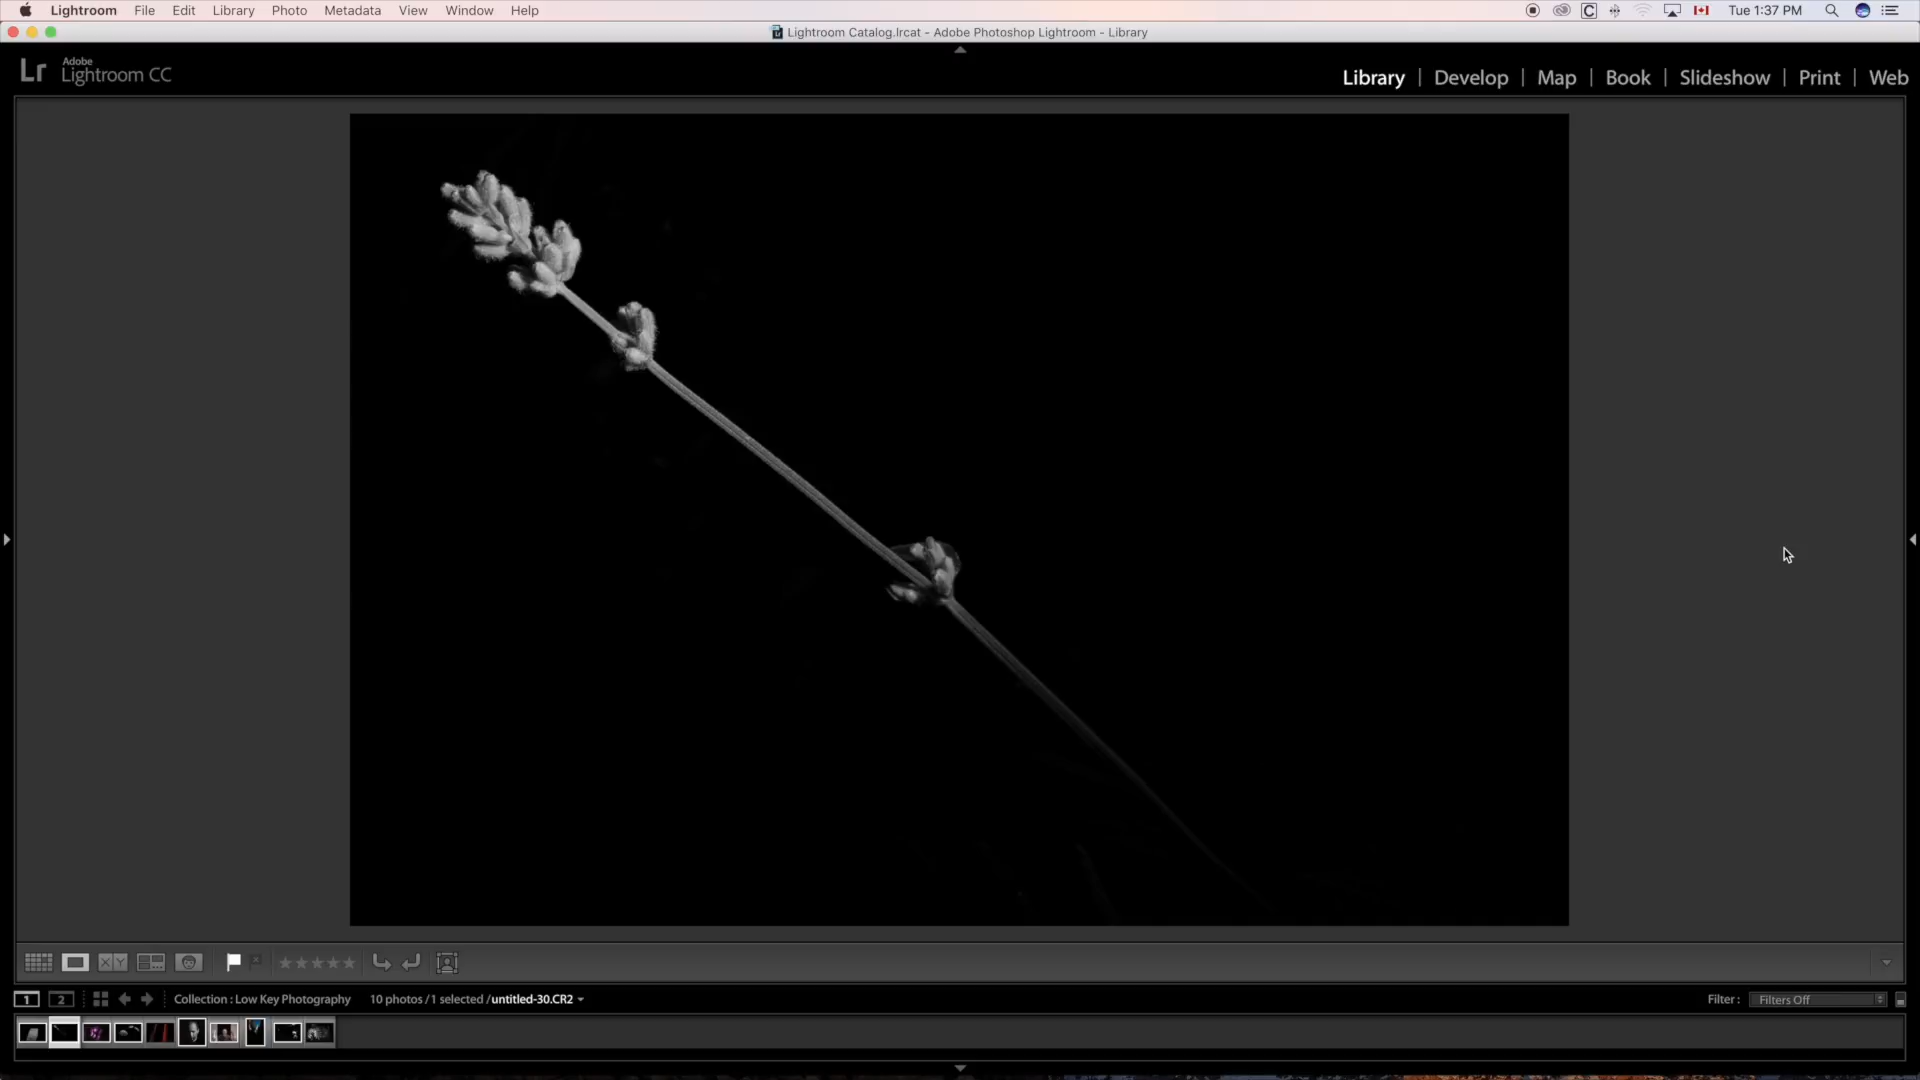 Lightroom File Edit Library Photo Metadata View Window Help Tue 1:37 PM
Lightroom Catalog.lrcat - Adobe Photoshop Lightroom - Library
Lr Adobe Lightroom CC
Library | Develop | Map | Book | Slideshow | Print | Web
X Y
1 2 Collection : Low Key Photography 10 photos / 1 selected / untitled-30.CR2 Filter : Filters Off